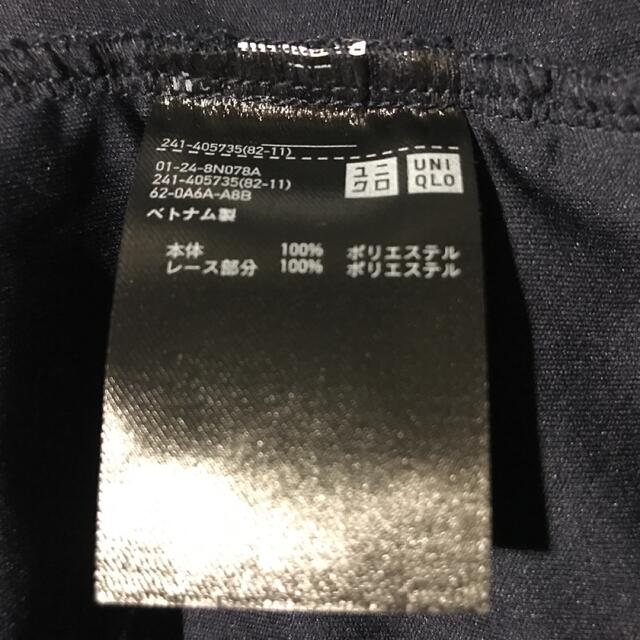 241-405735(82-11)
01-24-8N078A
241-405735(82-11)
62-0A6A-A8B
ベトナム製
ユニ
クロ
UNI
QLO
本体 100% ポリエステル
レース部分 100% ポリエステル